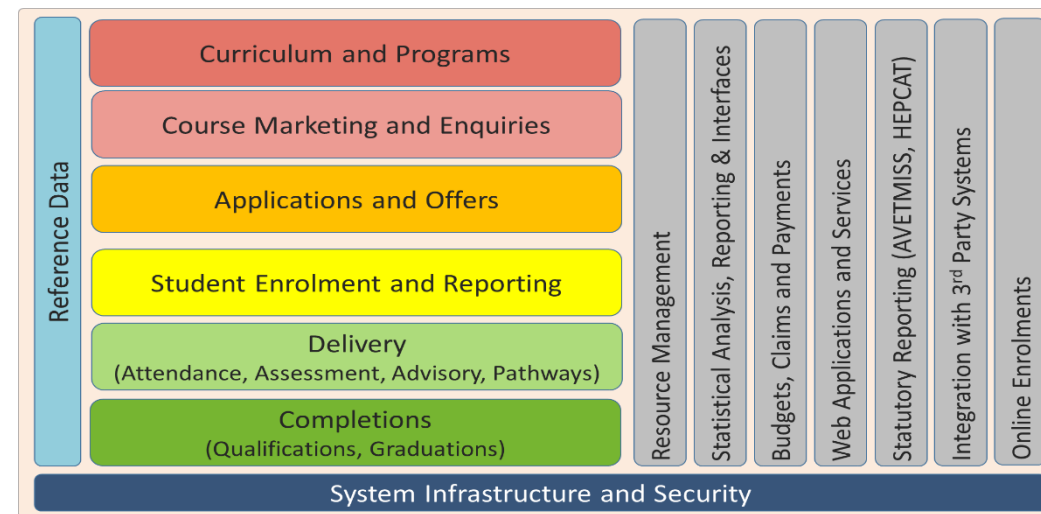 Reference Data
Curriculum and Programs
Course Marketing and Enquiries
Applications and Offers
Student Enrolment and Reporting
Delivery
(Attendance, Assessment, Advisory, Pathways)
Completions
(Qualifications, Graduations)
Resource Management
Statistical Analysis, Reporting & Interfaces
Budgets, Claims and Payments
Web Applications and Services
Statutory Reporting (AVETMISS, HEPCAT)
Integration with 3rd Party Systems
Online Enrolments
System Infrastructure and Security